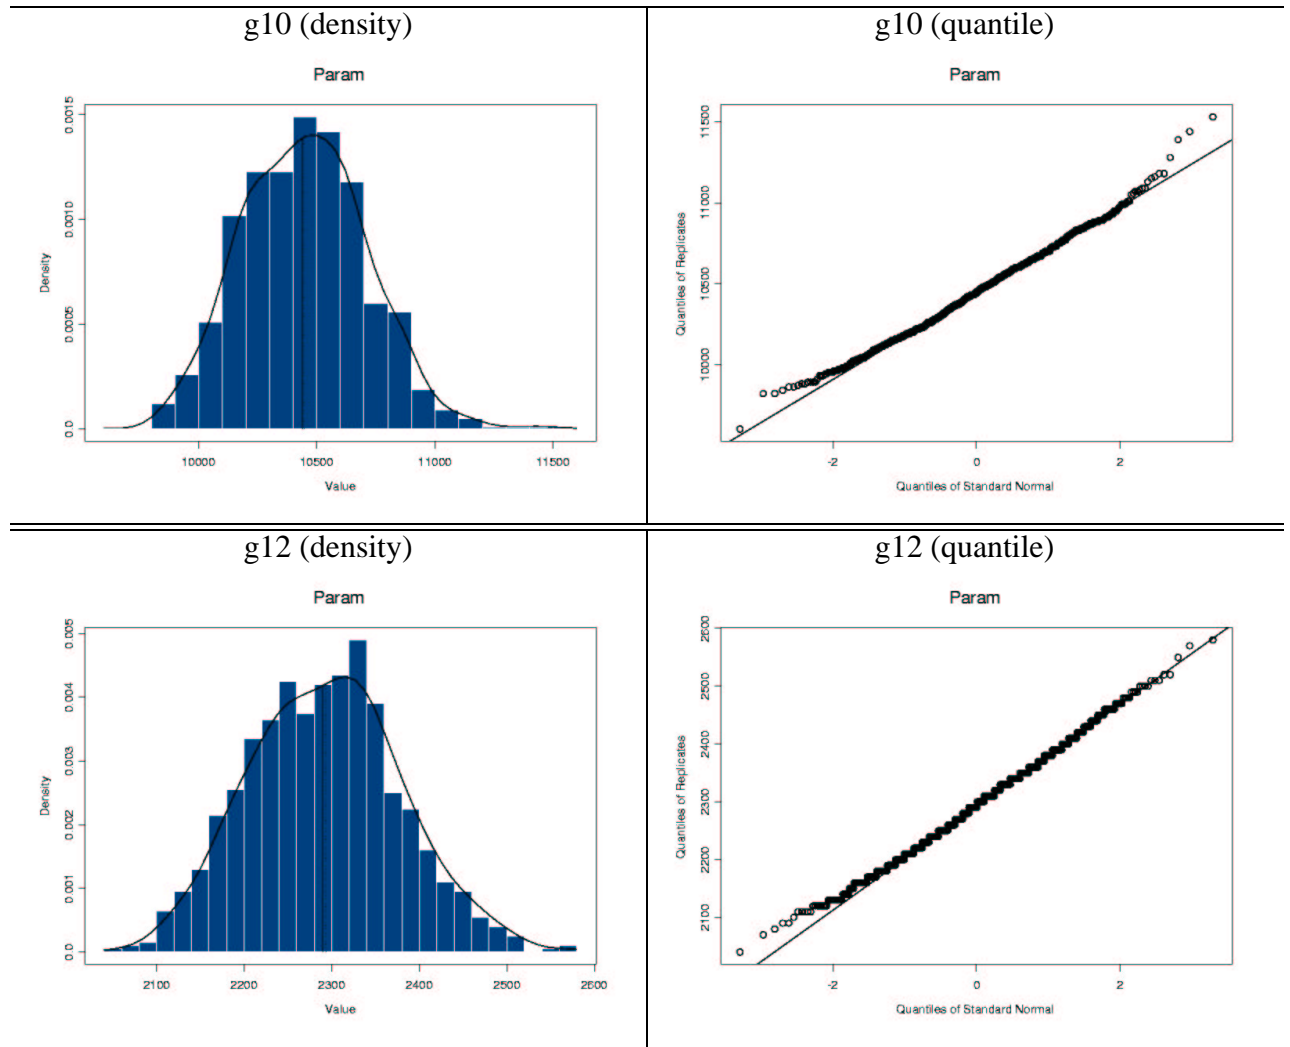 g10 (density)
Param
0.0015
0.0010
0.0005
0.0
Density
10000 10500 11000 11500
Value
g10 (quantile)
Param
11500
11000
10500
10000
Quantiles of Replicates
-2 0 2
Quantiles of Standard Normal
g12 (density)
Param
0.005
0.004
0.003
0.002
0.001
0.0
Density
2100 2200 2300 2400 2500 2600
Value
g12 (quantile)
Param
2600
2500
2400
2300
2200
2100
Quantiles of Replicates
-2 0 2
Quantiles of Standard Normal